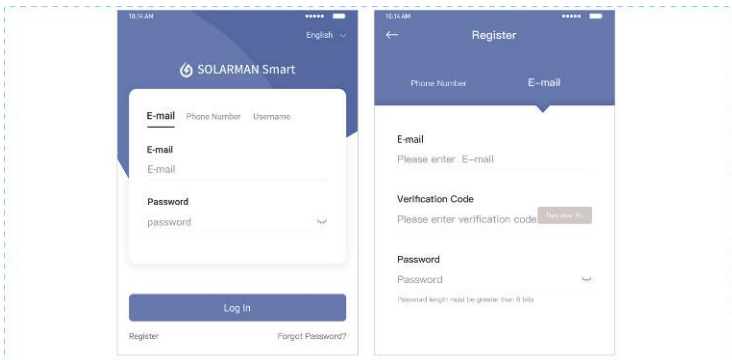 10:14 AM
English
SOLARMAN Smart
E-mail Phone Number Username
E-mail
E-mail
Password
password
Log In
Register Forgot Password?
10:14 AM
Register
Phone Number E-mail
E-mail
Please enter E-mail
Verification Code
Please enter verification code
Password
Password
Password length must be greater than 6 bits